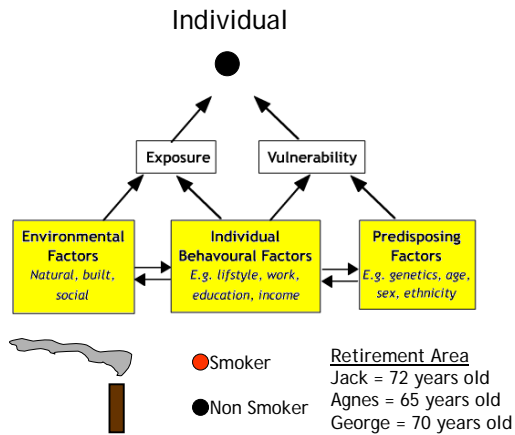 Individual
Exposure
Vulnerability
Environmental
Factors
Natural, built,
social
Individual
Behavoural Factors
E.g. lifstyle, work,
education, income
Predisposing
Factors
E.g. genetics, age,
sex, ethnicity
Smoker
Non Smoker
Retirement Area
Jack = 72 years old
Agnes = 65 years old
George = 70 years old